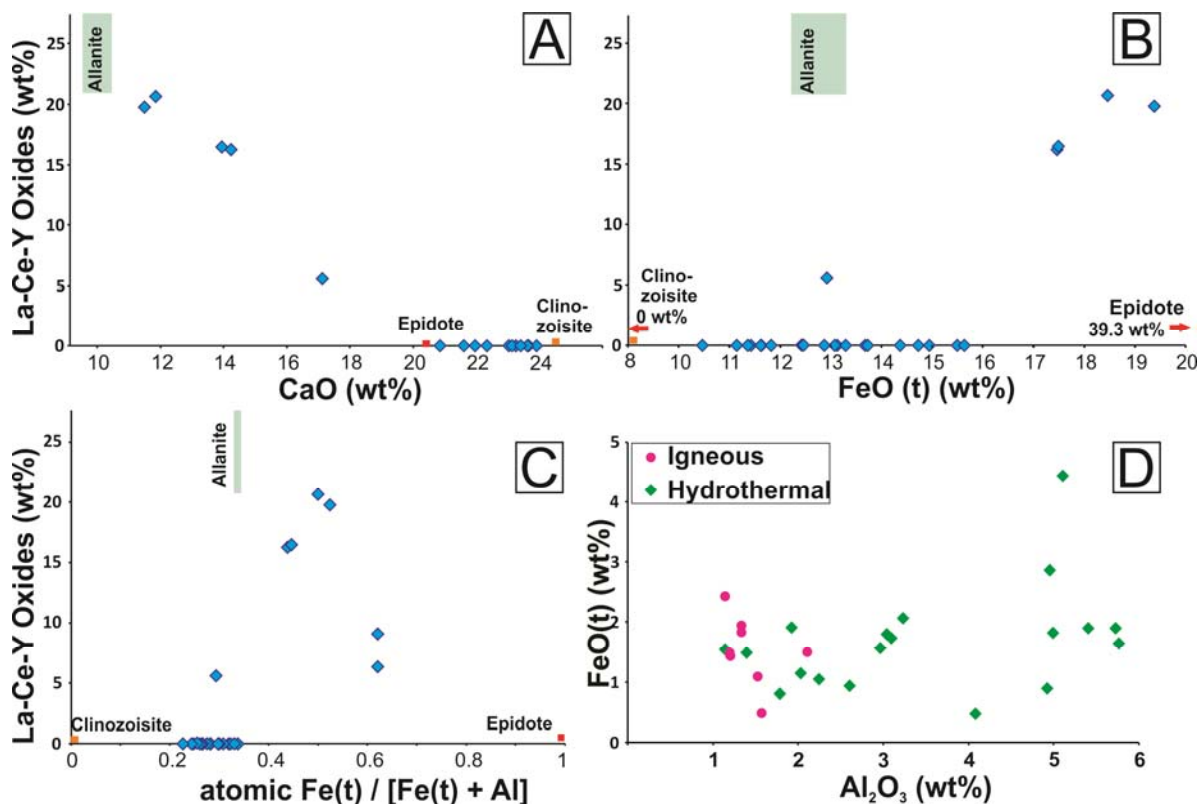 A
La-Ce-Y Oxides (wt%)
25
20
15
10
5
0
Allanite
Epidote
Clino-
zoisite
10 12 14 16 18 20 22 24
CaO (wt%)
B
25
20
15
10
5
0
Allanite
Clino-
zoisite
0 wt%
Epidote
39.3 wt%
8 9 10 11 12 13 14 15 16 17 18 19 20
FeO (t) (wt%)
C
La-Ce-Y Oxides (wt%)
25
20
15
10
5
0
Allanite
Clinozoisite
Epidote
0 0.2 0.4 0.6 0.8 1
atomic Fe(t) / [Fe(t) + Al]
D
Igneous
Hydrothermal
FeO(t) (wt%)
5
4
3
2
1
0
1 2 3 4 5 6
Al₂O₃ (wt%)